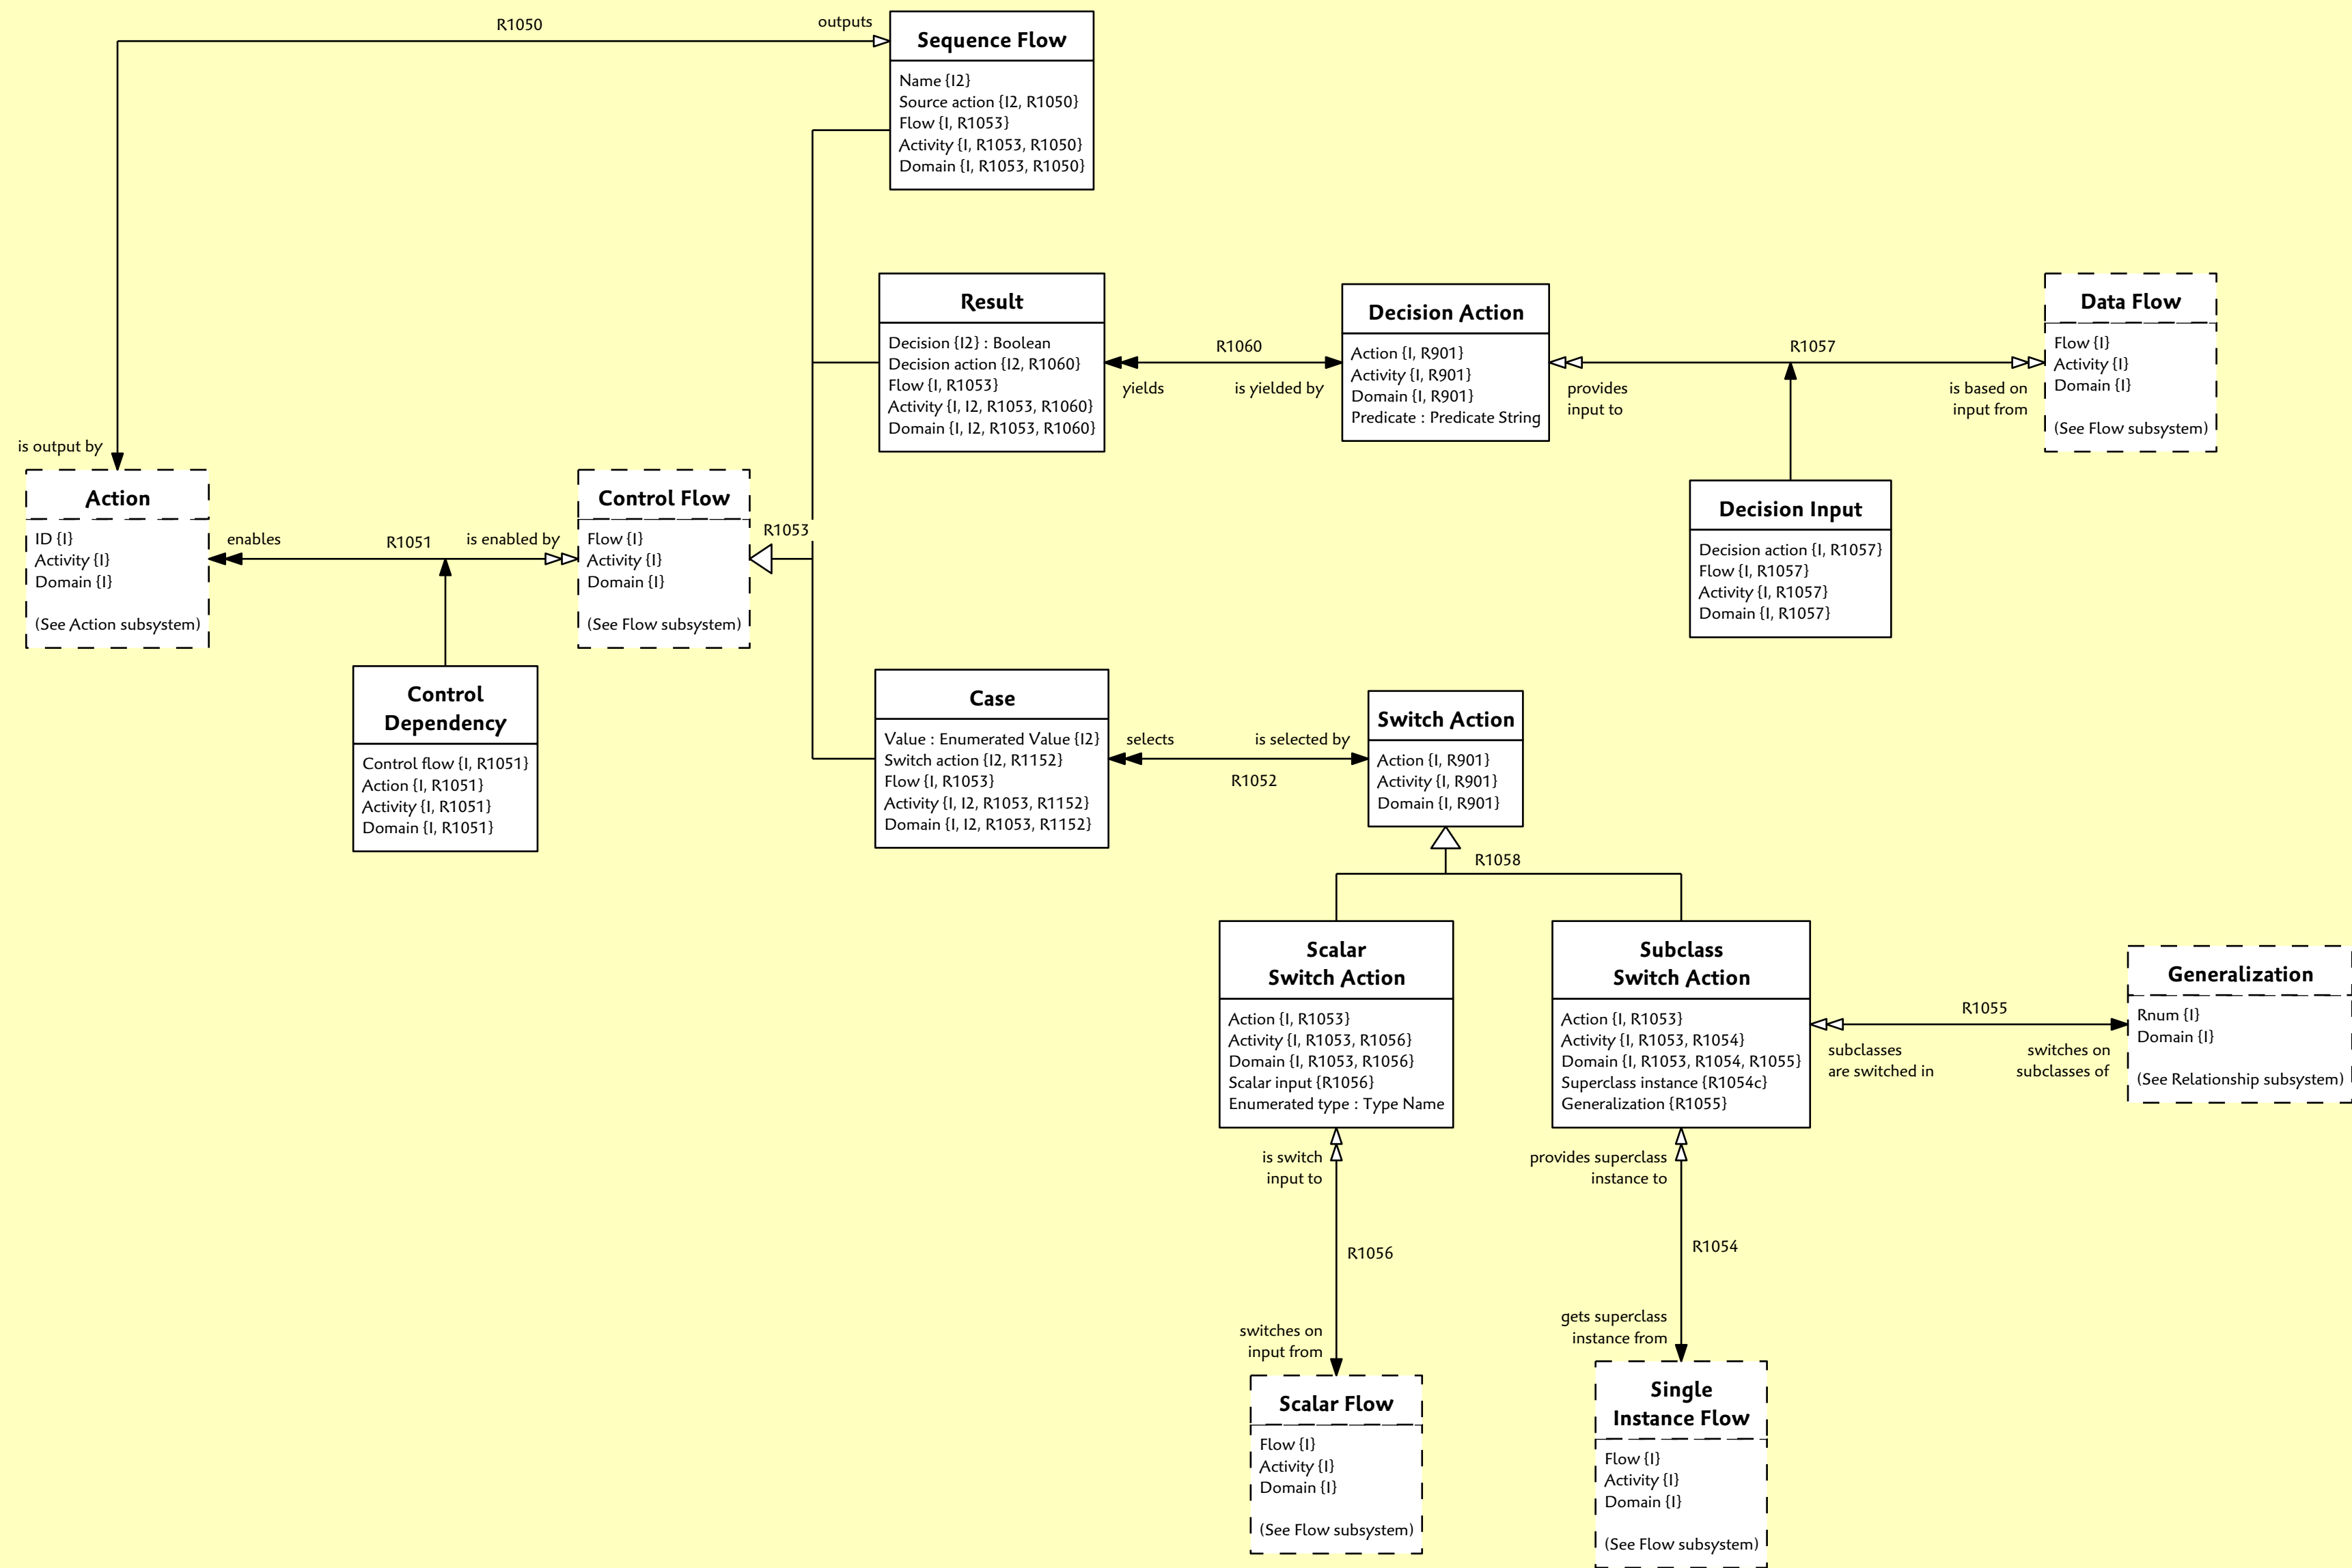 R1050
outputs
Sequence Flow
Name {I2}
Source action {I2, R1050}
Flow {I, R1053}
Activity {I, R1053, R1050}
Domain {I, R1053, R1050}
Result
Decision {I2} : Boolean
Decision action {I2, R1060}
Flow {I, R1053}
Activity {I, I2, R1053, R1060}
Domain {I, I2, R1053, R1060}
R1060
yields
is yielded by
Decision Action
Action {I, R901}
Activity {I, R901}
Domain {I, R901}
Predicate : Predicate String
R1057
provides
input to
is based on
input from
Data Flow
Flow {I}
Activity {I}
Domain {I}
(See Flow subsystem)
Decision Input
Decision action {I, R1057}
Flow {I, R1057}
Activity {I, R1057}
Domain {I, R1057}
is output by
Action
ID {I}
Activity {I}
Domain {I}
(See Action subsystem)
enables
R1051
is enabled by
Control Flow
Flow {I}
Activity {I}
Domain {I}
(See Flow subsystem)
R1053
Control
Dependency
Control flow {I, R1051}
Action {I, R1051}
Activity {I, R1051}
Domain {I, R1051}
Case
Value : Enumerated Value {I2}
Switch action {I2, R1152}
Flow {I, R1053}
Activity {I, I2, R1053, R1152}
Domain {I, I2, R1053, R1152}
selects
is selected by
R1052
Switch Action
Action {I, R901}
Activity {I, R901}
Domain {I, R901}
R1058
Scalar
Switch Action
Action {I, R1053}
Activity {I, R1053, R1056}
Domain {I, R1053, R1056}
Scalar input {R1056}
Enumerated type : Type Name
Subclass
Switch Action
Action {I, R1053}
Activity {I, R1053, R1054}
Domain {I, R1053, R1054, R1055}
Superclass instance {R1054c}
Generalization {R1055}
R1055
subclasses
are switched in
switches on
subclasses of
Generalization
Rnum {I}
Domain {I}
(See Relationship subsystem)
is switch
input to
R1056
switches on
input from
Scalar Flow
Flow {I}
Activity {I}
Domain {I}
(See Flow subsystem)
provides superclass
instance to
R1054
gets superclass
instance from
Single
Instance Flow
Flow {I}
Activity {I}
Domain {I}
(See Flow subsystem)